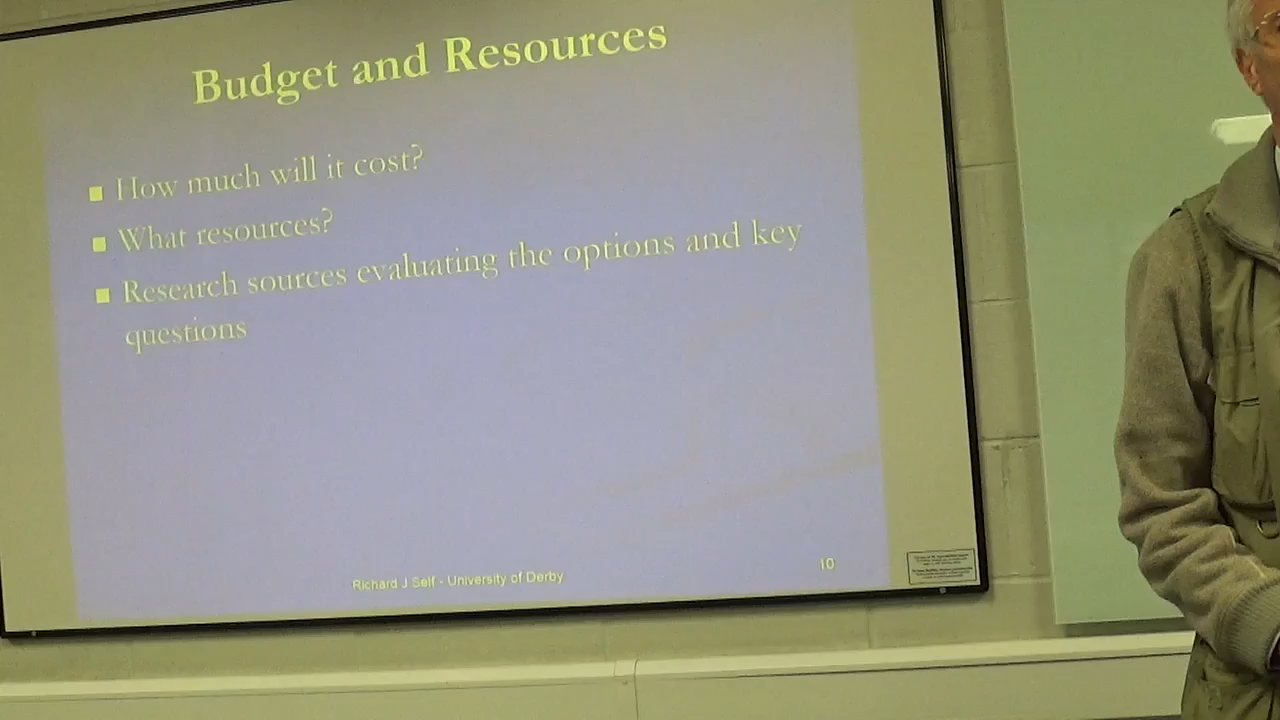 Budget and Resources
How much will it cost?
What resources?
Research sources evaluating the options and key
questions
Richard J Self - University of Derby
10